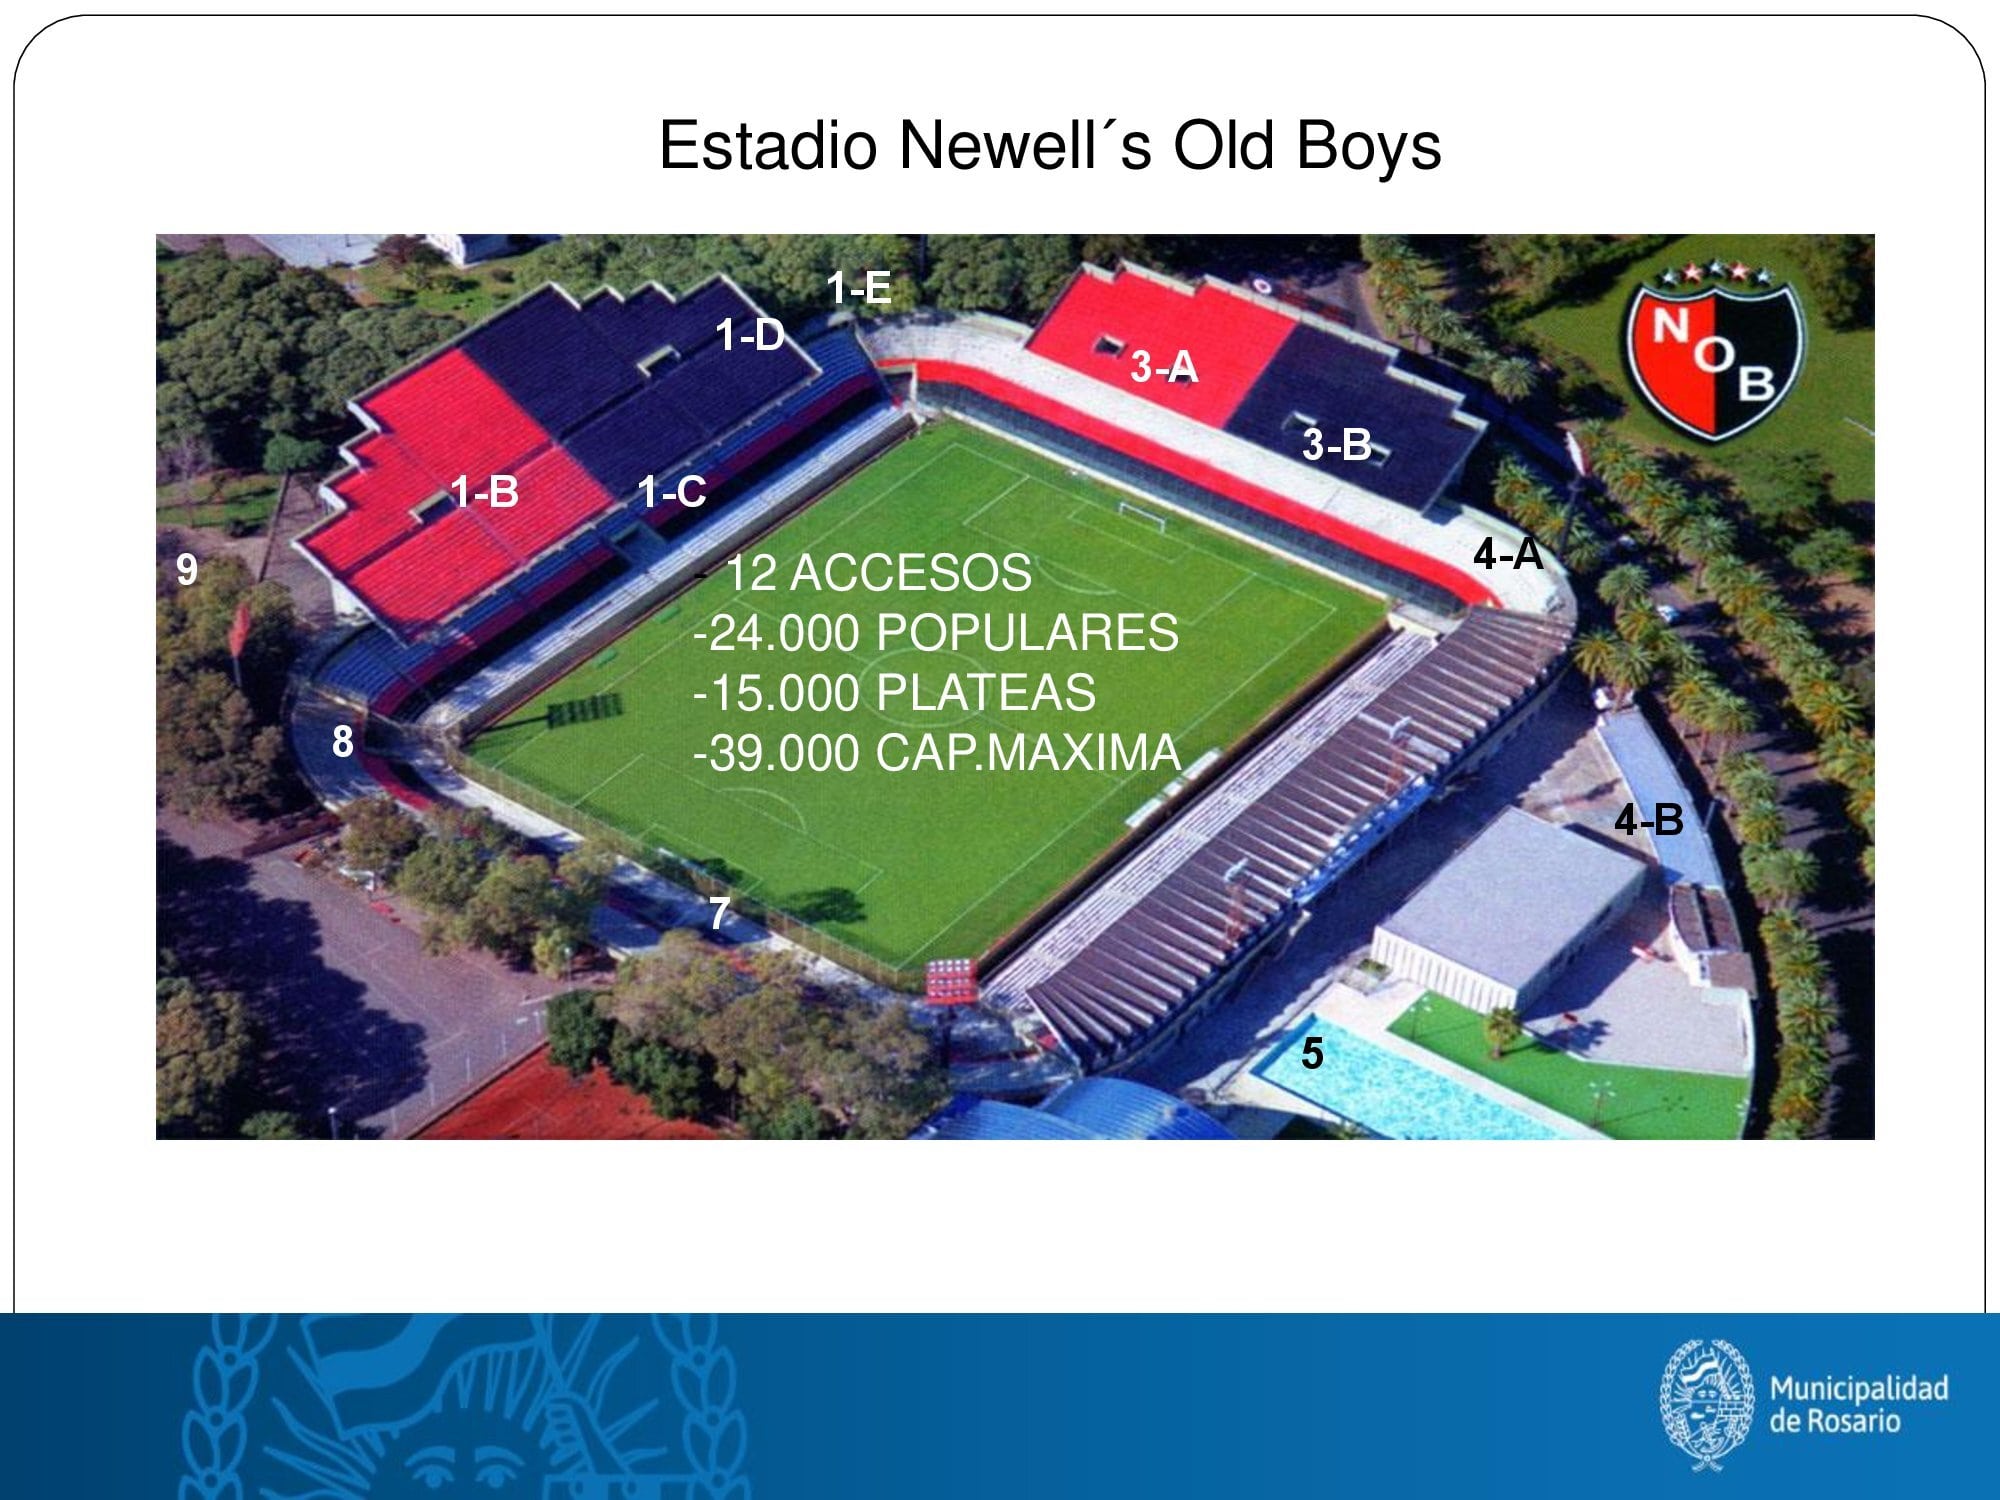 Estadio Newell´s Old Boys
1-E
1-D
3-A
3-B
1-B
1-C
4-A
9
8
7
4-B
5
N
O
B
- 12 ACCESOS
-24.000 POPULARES
-15.000 PLATEAS
-39.000 CAP.MAXIMA
Municipalidad
de Rosario